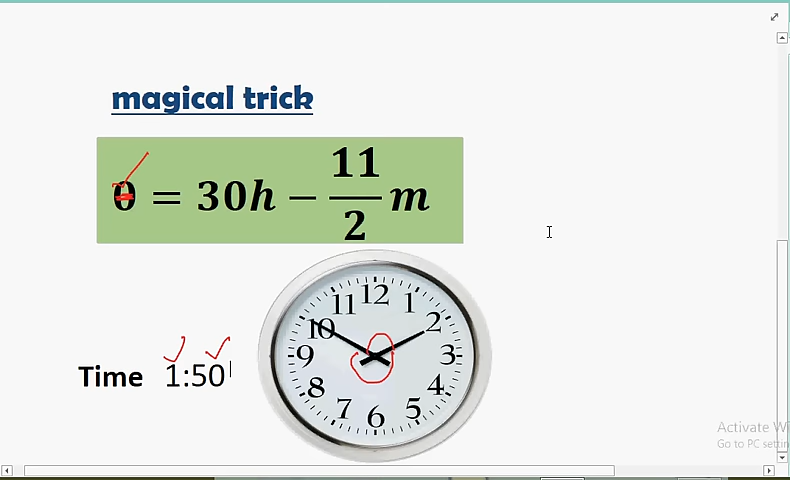 magical trick
θ = 30h − 11/2 m
12
11
1
10
2
9
3
8
4
7
5
6
Time 1:50
Activate Wi
Go to PC settin